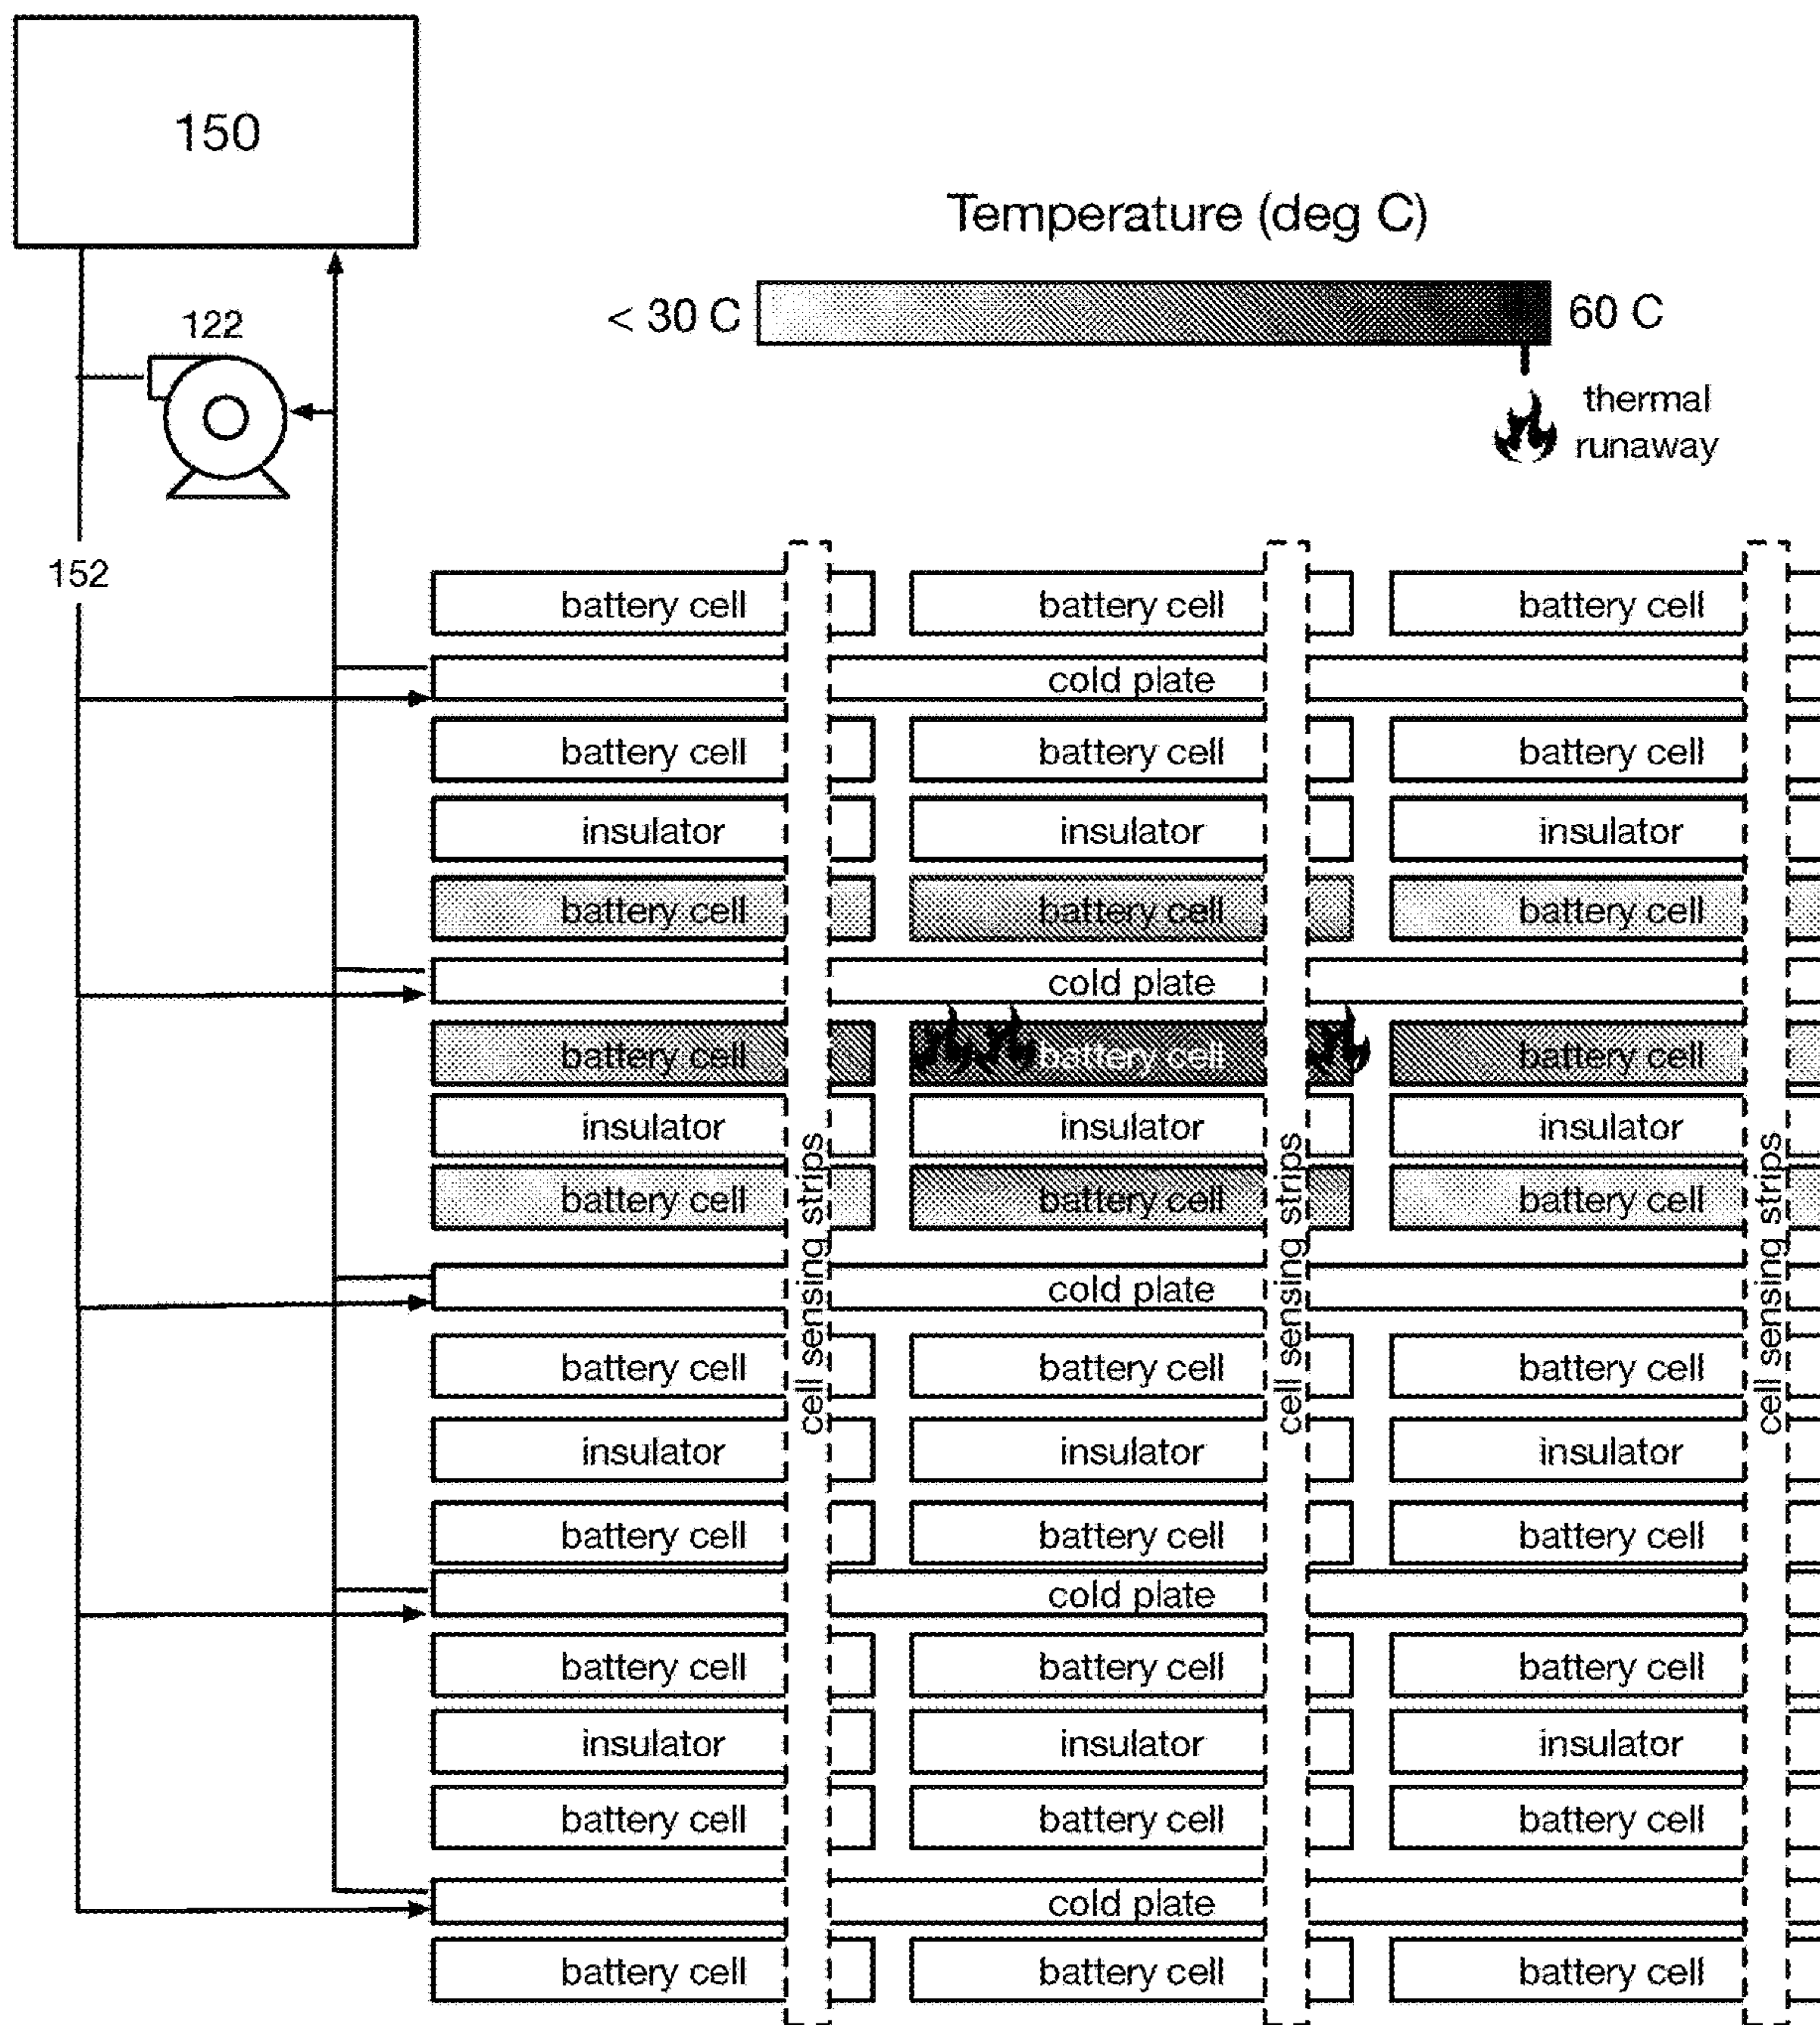 150
Temperature (deg C)
< 30 C
60 C
122
thermal
runaway
152
battery cell battery cell battery cell
cold plate
battery cell battery cell battery cell
insulator insulator insulator
battery cell battery cell battery cell
cold plate
battery cell battery cell battery cell
insulator insulator insulator
battery cell battery cell battery cell
cold plate
battery cell battery cell battery cell
insulator insulator insulator
battery cell battery cell battery cell
cold plate
battery cell battery cell battery cell
insulator insulator insulator
battery cell battery cell battery cell
cold plate
battery cell battery cell battery cell
cell sensing strips
cell sensing strips
cell sensing strips